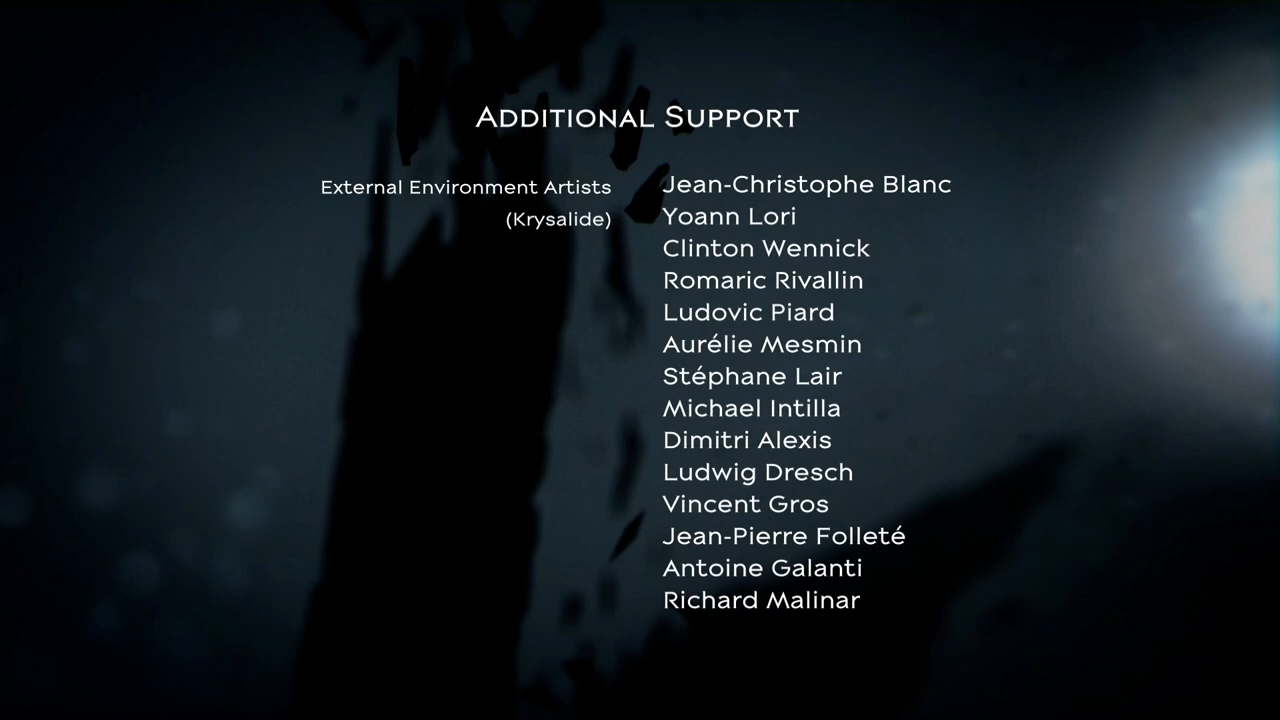 Additional Support
External Environment Artists
(Krysalide)
Jean-Christophe Blanc
Yoann Lori
Clinton Wennick
Romaric Rivallin
Ludovic Piard
Aurélie Mesmin
Stéphane Lair
Michael Intilla
Dimitri Alexis
Ludwig Dresch
Vincent Gros
Jean-Pierre Folleté
Antoine Galanti
Richard Malinar